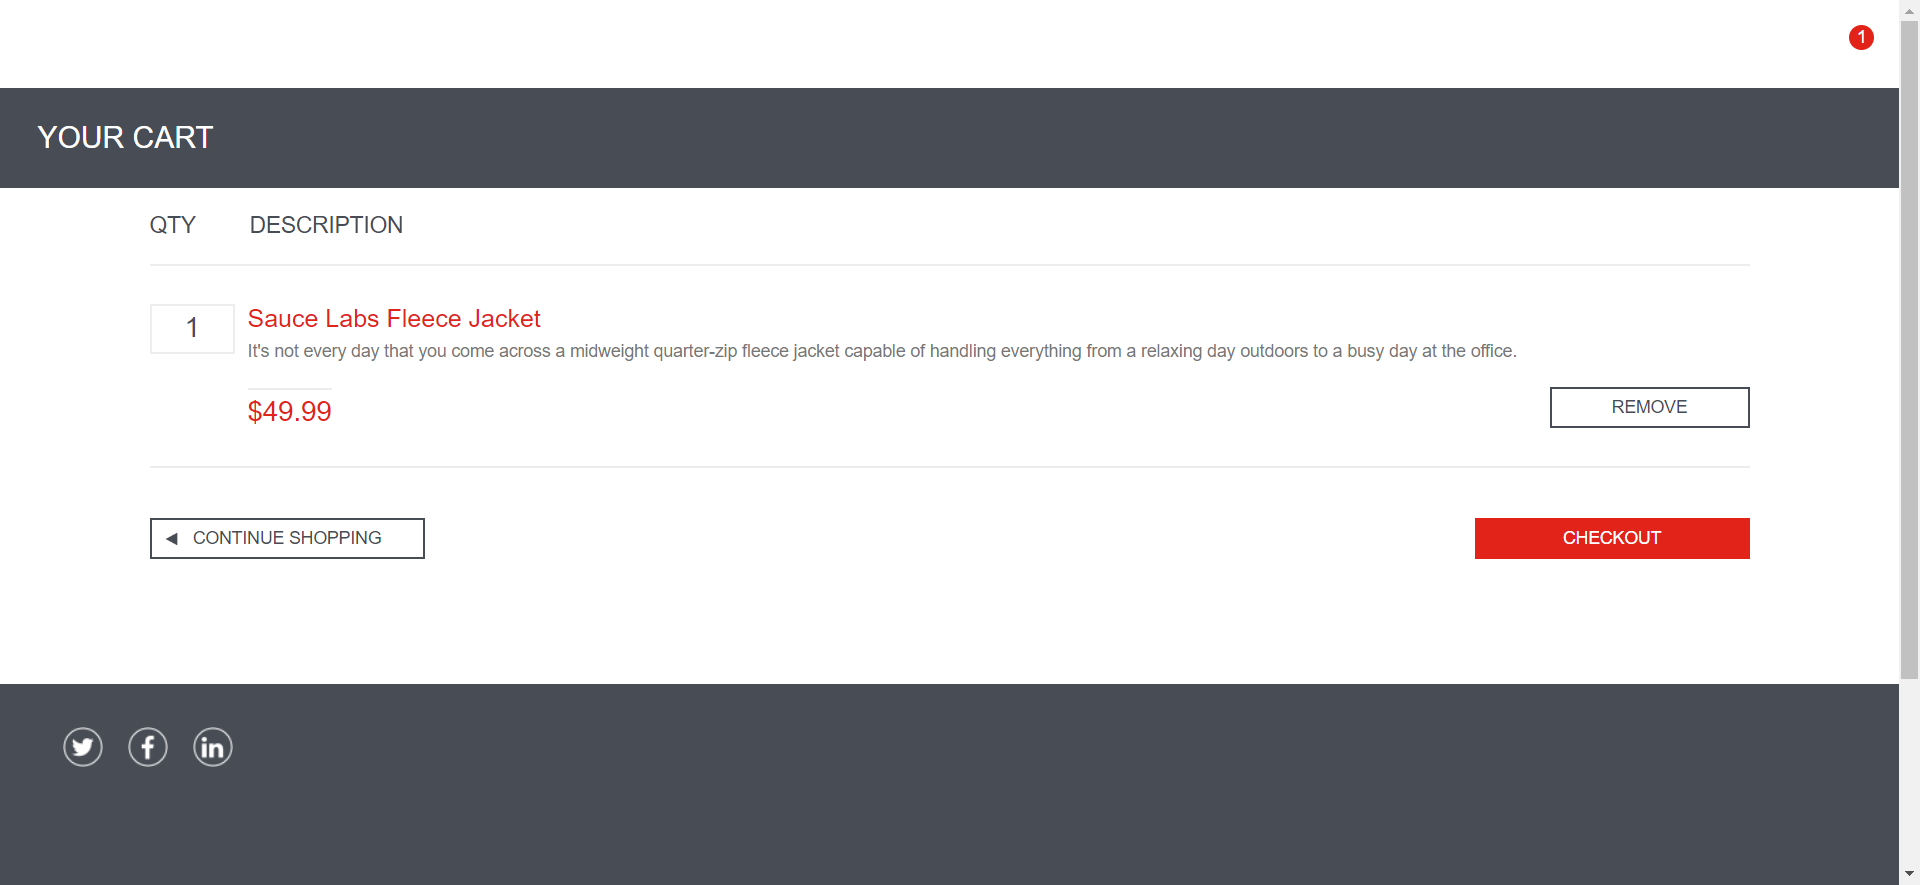 1
YOUR CART
QTY DESCRIPTION
1 Sauce Labs Fleece Jacket
It's not every day that you come across a midweight quarter-zip fleece jacket capable of handling everything from a relaxing day outdoors to a busy day at the office.
$49.99 REMOVE
CONTINUE SHOPPING CHECKOUT
in